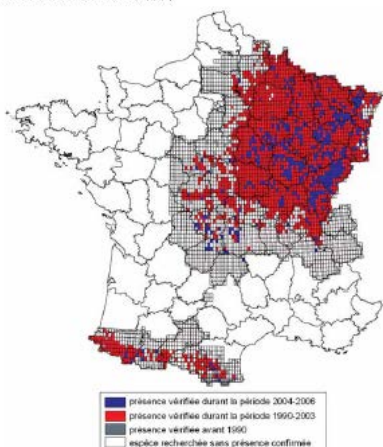 présence vérifiée durant la période 2004-2006
présence vérifiée durant la période 1990-2003
présence vérifiée avant 1990
espèce recherchée sans présence confirmée